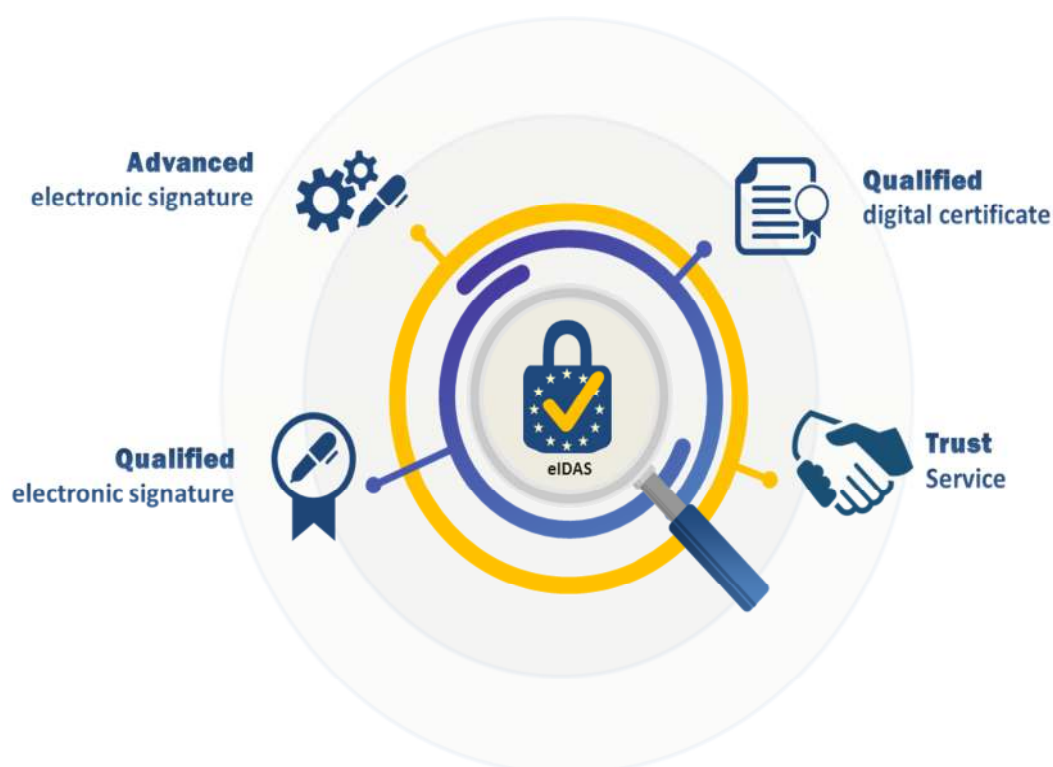 Advanced
electronic signature
Qualified
digital certificate
eIDAS
Qualified
electronic signature
Trust
Service